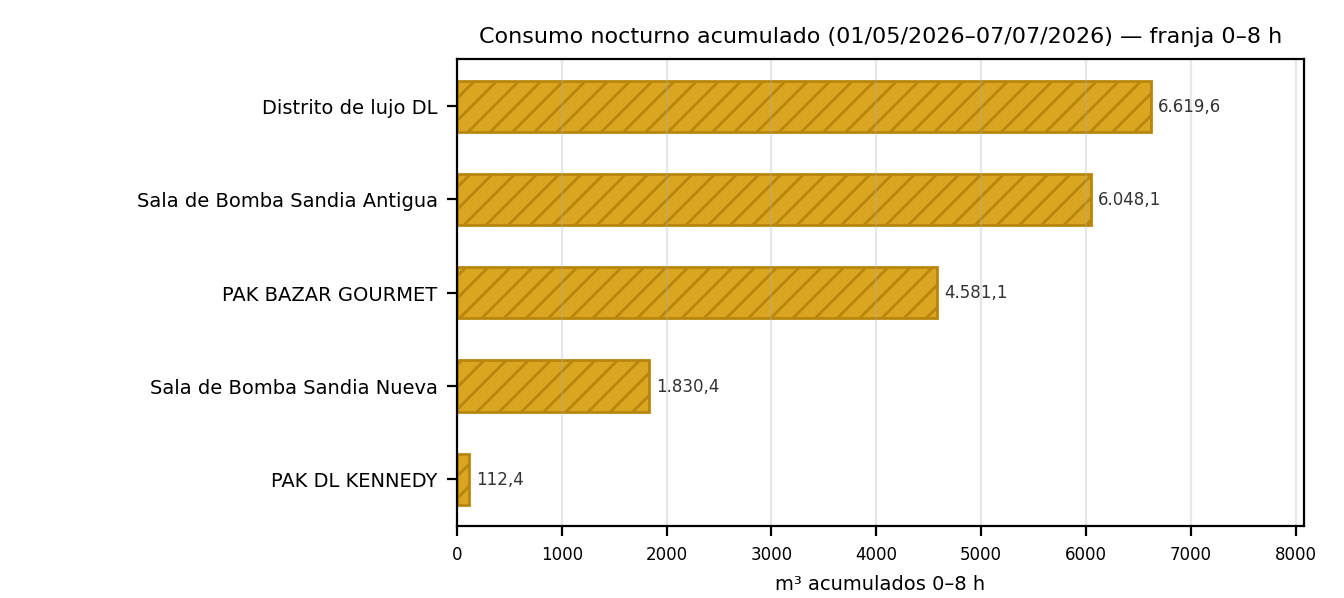 Consumo nocturno acumulado (01/05/2026–07/07/2026) — franja 0–8 h
Distrito de lujo DL
6.619,6
Sala de Bomba Sandia Antigua
6.048,1
PAK BAZAR GOURMET
4.581,1
Sala de Bomba Sandia Nueva
1.830,4
PAK DL KENNEDY
112,4
0 1000 2000 3000 4000 5000 6000 7000 8000
m³ acumulados 0–8 h